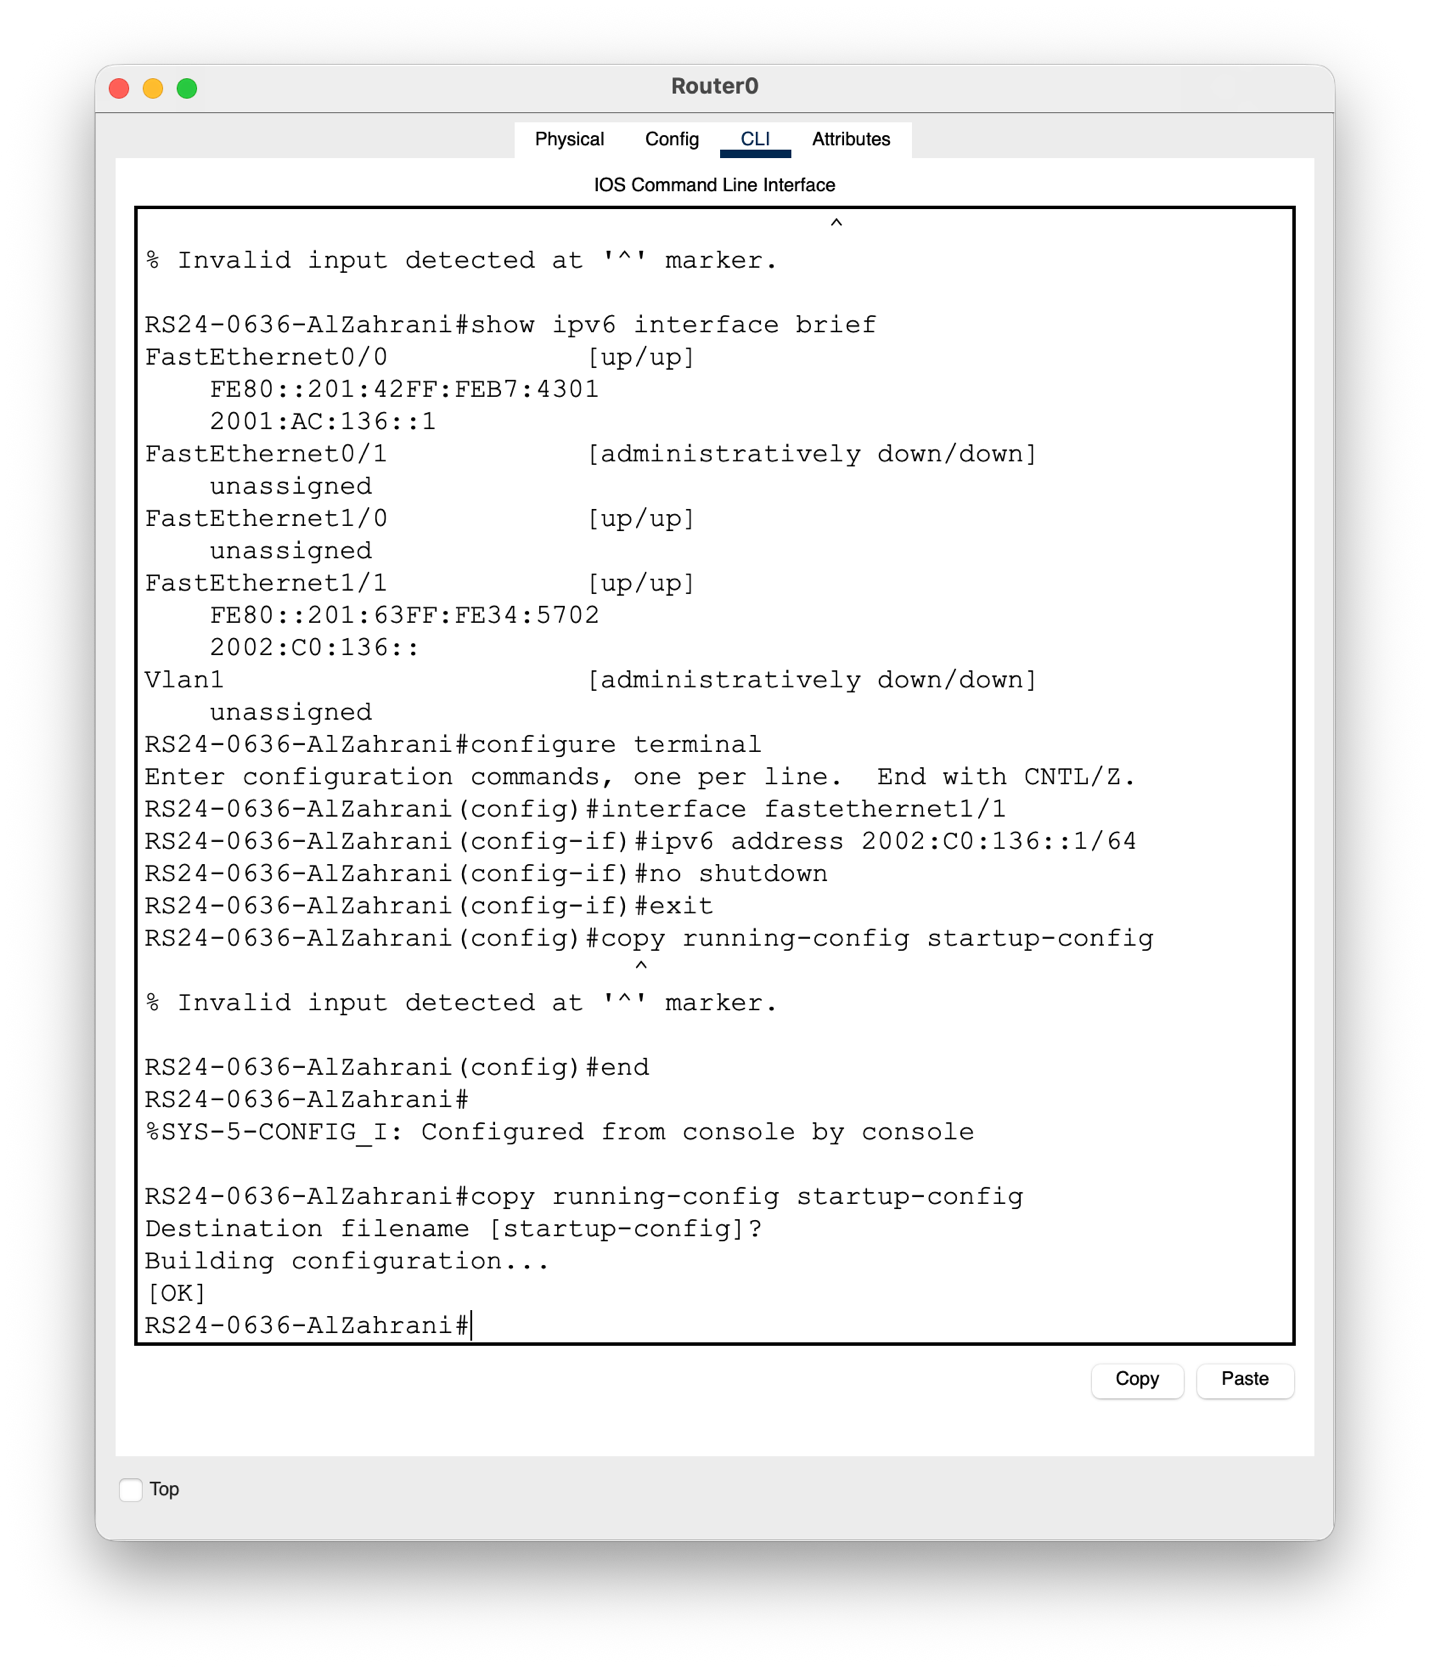 Router0
Physical Config CLI Attributes
IOS Command Line Interface
^
% Invalid input detected at '^' marker.
RS24-0636-AlZahrani#show ipv6 interface brief
FastEthernet0/0 [up/up]
FE80::201:42FF:FEB7:4301
2001:AC:136::1
FastEthernet0/1 [administratively down/down]
unassigned
FastEthernet1/0 [up/up]
unassigned
FastEthernet1/1 [up/up]
FE80::201:63FF:FE34:5702
2002:C0:136::
Vlan1 [administratively down/down]
unassigned
RS24-0636-AlZahrani#configure terminal
Enter configuration commands, one per line.  End with CNTL/Z.
RS24-0636-AlZahrani(config)#interface fastethernet1/1
RS24-0636-AlZahrani(config-if)#ipv6 address 2002:C0:136::1/64
RS24-0636-AlZahrani(config-if)#no shutdown
RS24-0636-AlZahrani(config-if)#exit
RS24-0636-AlZahrani(config)#copy running-config startup-config
^
% Invalid input detected at '^' marker.
RS24-0636-AlZahrani(config)#end
RS24-0636-AlZahrani#
%SYS-5-CONFIG_I: Configured from console by console
RS24-0636-AlZahrani#copy running-config startup-config
Destination filename [startup-config]?
Building configuration...
[OK]
RS24-0636-AlZahrani#
Copy Paste
Top